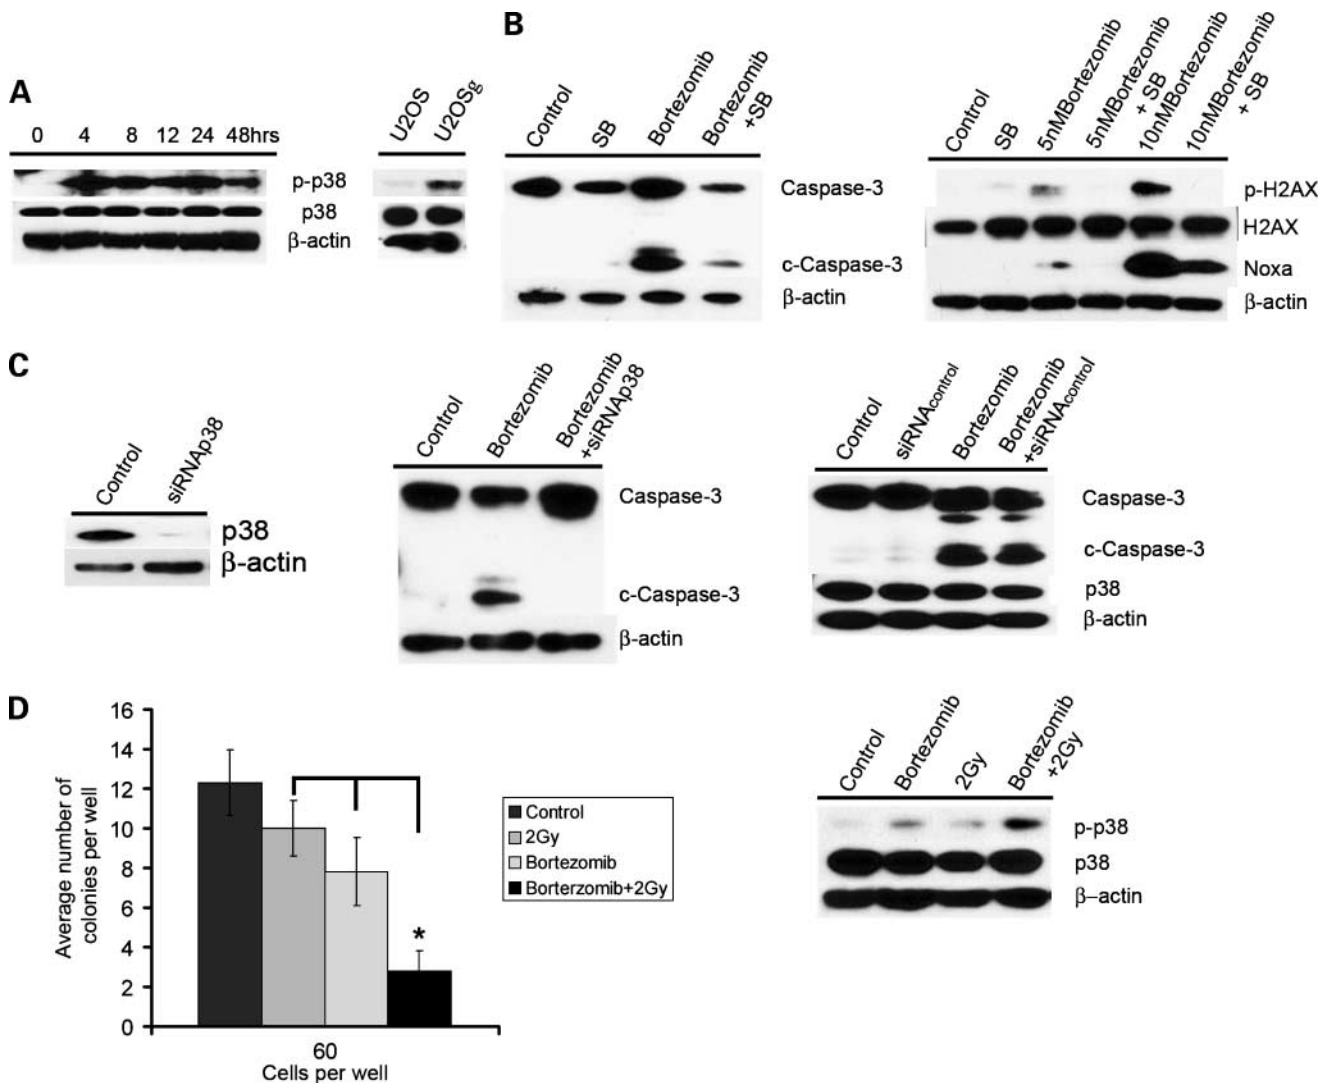 A
0 4 8 12 24 48hrs
p-p38
p38
β-actin
U2OS
U2OSg
B
Control
SB
Bortezomib
Bortezomib
+SB
Caspase-3
c-Caspase-3
β-actin
Control
SB
5nMBortezomib
5nMBortezomib
+ SB
10nMBortezomib
10nMBortezomib
+ SB
p-H2AX
H2AX
Noxa
β-actin
C
Control
siRNAp38
p38
β-actin
Control
Bortezomib
Bortezomib
+siRNAp38
Caspase-3
c-Caspase-3
β-actin
Control
siRNAcontrol
Bortezomib
Bortezomib
+siRNAcontrol
Caspase-3
c-Caspase-3
p38
β-actin
D
Average number of
colonies per well
16
14
12
10
8
6
4
2
0
*
60
Cells per well
Control
2Gy
Bortezomib
Borterzomib+2Gy
Control
Bortezomib
2Gy
Bortezomib
+2Gy
p-p38
p38
β–actin